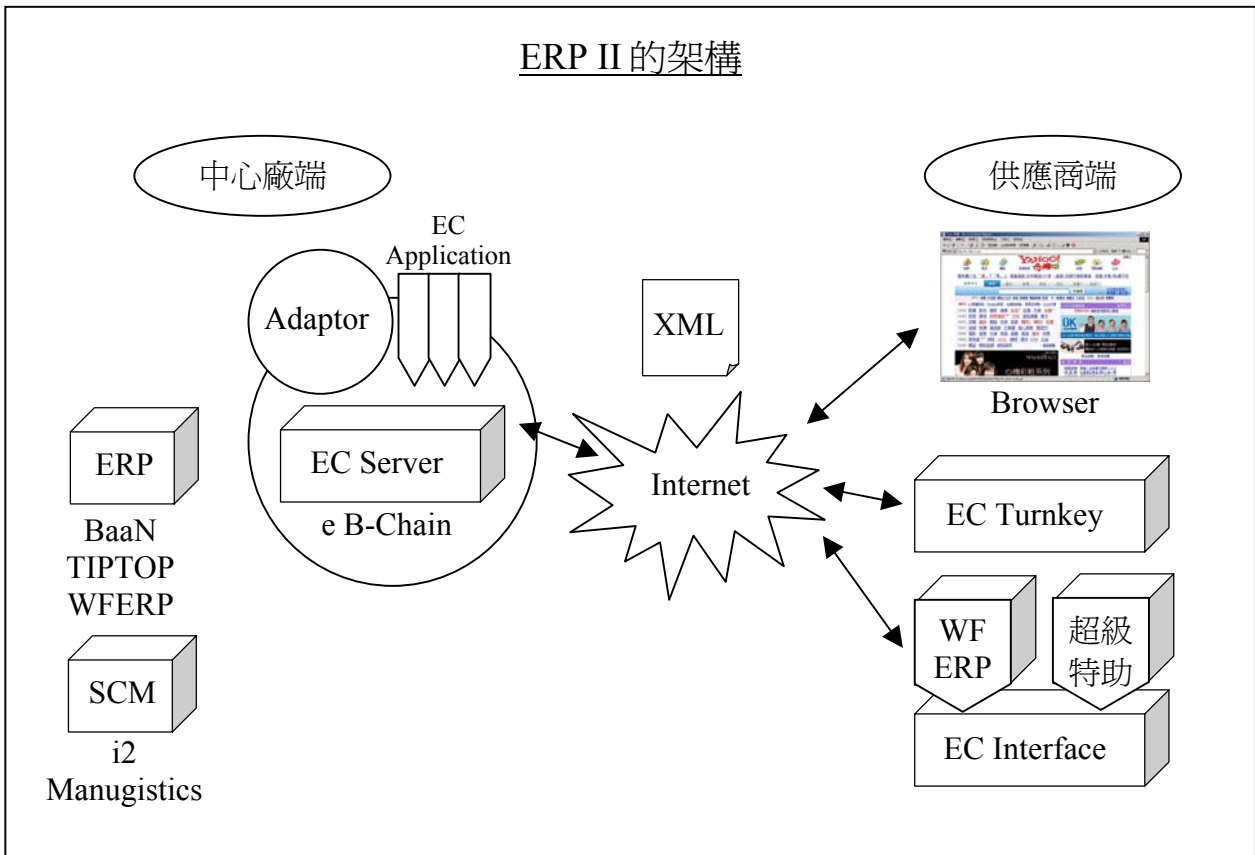 ERP II 的架構
中心廠端
供應商端
EC
Application
Adaptor
XML
YAHOO!
Browser
ERP
EC Server
e B-Chain
Internet
BaaN
TIPTOP
WFERP
EC Turnkey
SCM
i2
Manugistics
WF
ERP
超級
特助
EC Interface